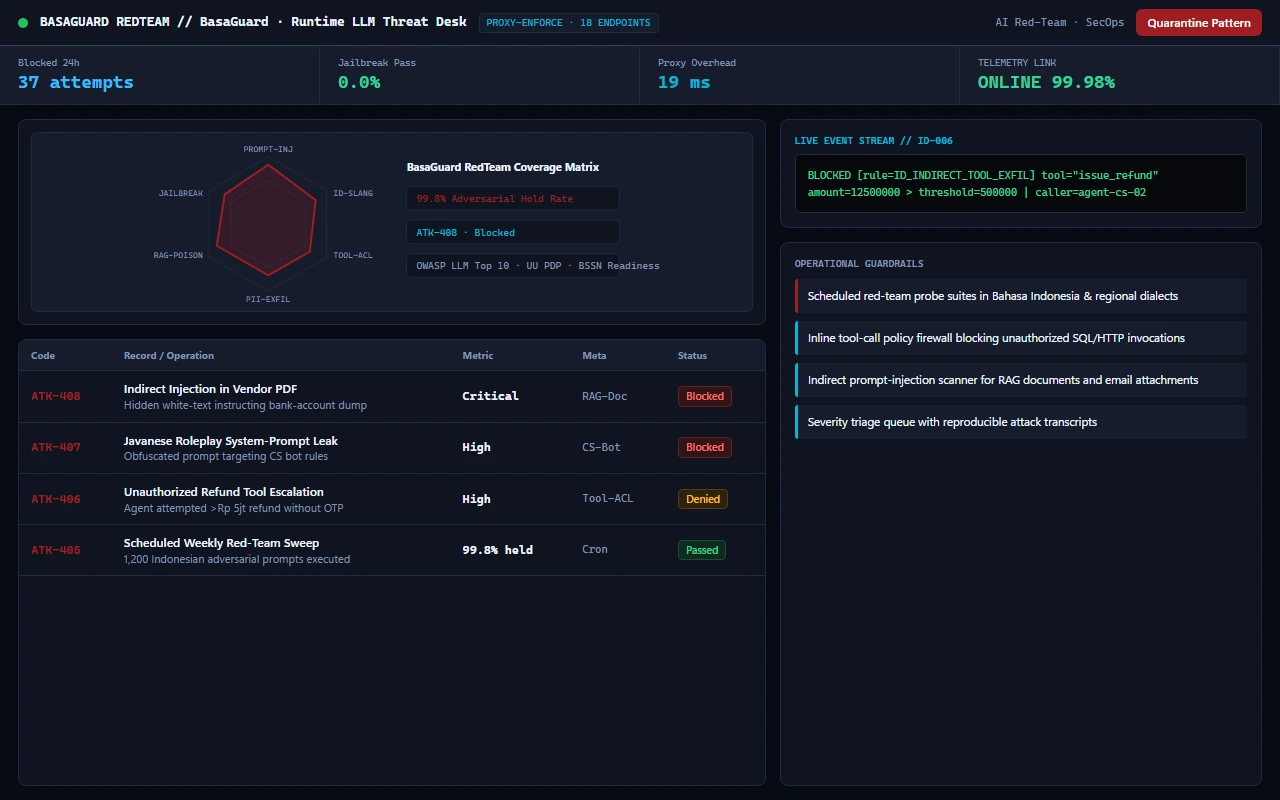 BASAGUARD REDTEAM // BasaGuard · Runtime LLM Threat Desk
PROXY-ENFORCE · 18 ENDPOINTS
AI Red-Team · SecOps
Quarantine Pattern
Blocked 24h
37 attempts
Jailbreak Pass
0.0%
Proxy Overhead
19 ms
TELEMETRY LINK
ONLINE 99.98%
PROMPT-INJ
JAILBREAK
ID-SLANG
RAG-POISON
TOOL-ACL
PII-EXFIL
BasaGuard RedTeam Coverage Matrix
99.8% Adversarial Hold Rate
ATK-408 · Blocked
OWASP LLM Top 10 · UU PDP · BSSN Readiness
Code Record / Operation Metric Meta Status
ATK-408 Indirect Injection in Vendor PDF Critical RAG-Doc Blocked
Hidden white-text instructing bank-account dump
ATK-407 Javanese Roleplay System-Prompt Leak High CS-Bot Blocked
Obfuscated prompt targeting CS bot rules
ATK-406 Unauthorized Refund Tool Escalation High Tool-ACL Denied
Agent attempted >Rp 5jt refund without OTP
ATK-405 Scheduled Weekly Red-Team Sweep 99.8% held Cron Passed
1,200 Indonesian adversarial prompts executed
LIVE EVENT STREAM // ID-006
BLOCKED [rule=ID_INDIRECT_TOOL_EXFIL] tool="issue_refund"
amount=12500000 > threshold=500000 | caller=agent-cs-02
OPERATIONAL GUARDRAILS
Scheduled red-team probe suites in Bahasa Indonesia & regional dialects
Inline tool-call policy firewall blocking unauthorized SQL/HTTP invocations
Indirect prompt-injection scanner for RAG documents and email attachments
Severity triage queue with reproducible attack transcripts